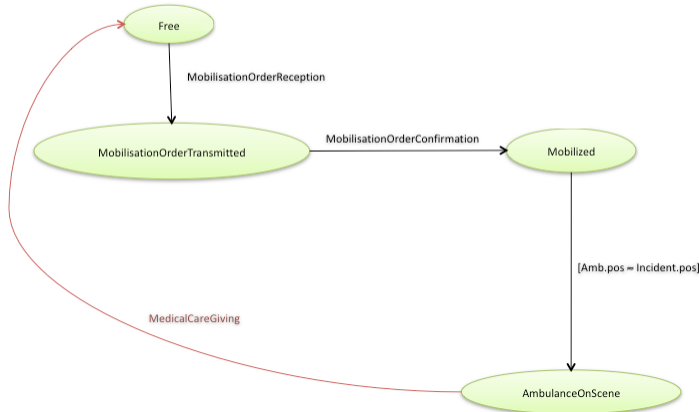 Free
MobilisationOrderReception
MobilisationOrderConfirmation
MobilisationOrderTransmitted
Mobilized
[Amb.pos = Incident.pos]
MedicalCareGiving
AmbulanceOnScene